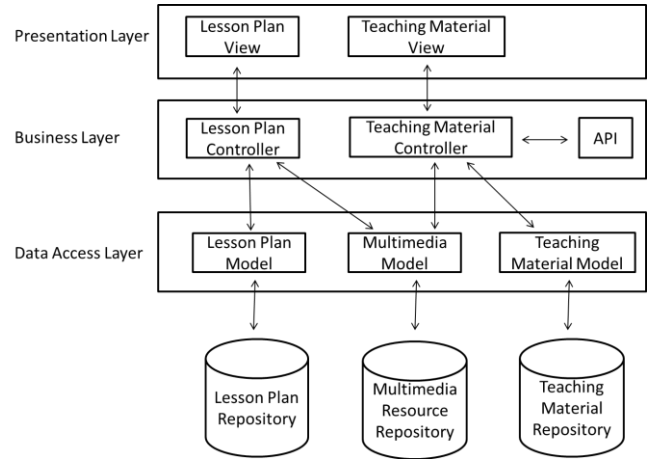 Presentation Layer
Lesson Plan
View
Teaching Material
View
Business Layer
Lesson Plan
Controller
Teaching Material
Controller
API
Data Access Layer
Lesson Plan
Model
Multimedia
Model
Teaching
Material Model
Lesson Plan
Repository
Multimedia
Resource
Repository
Teaching
Material
Repository